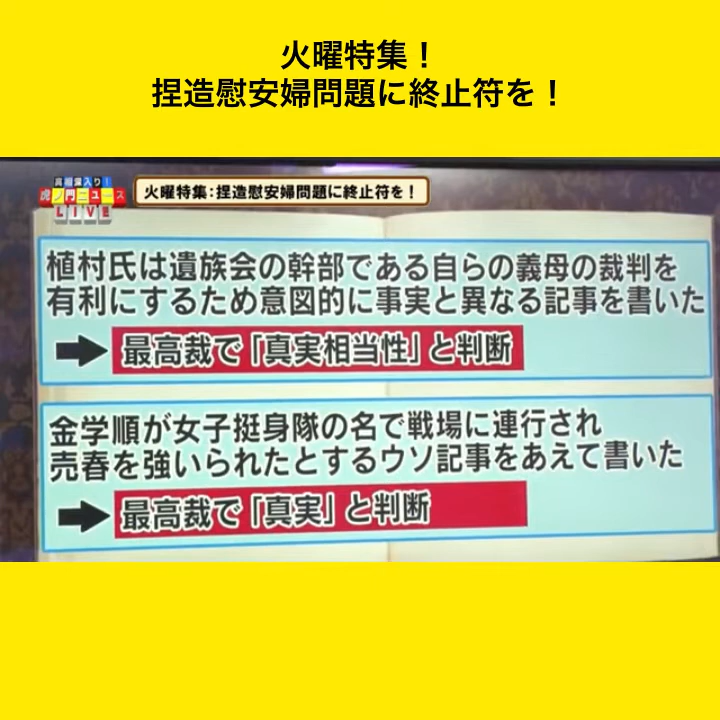 火曜特集！
捏造慰安婦問題に終止符を！
真相深入り！
虎ノ門ニュース
LIVE
火曜特集:捏造慰安婦問題に終止符を！
植村氏は遺族会の幹部である自らの義母の裁判を
有利にするため意図的に事実と異なる記事を書いた
最高裁で「真実相当性」と判断
金学順が女子挺身隊の名で戦場に連行され
売春を強いられたとするウソ記事をあえて書いた
最高裁で「真実」と判断